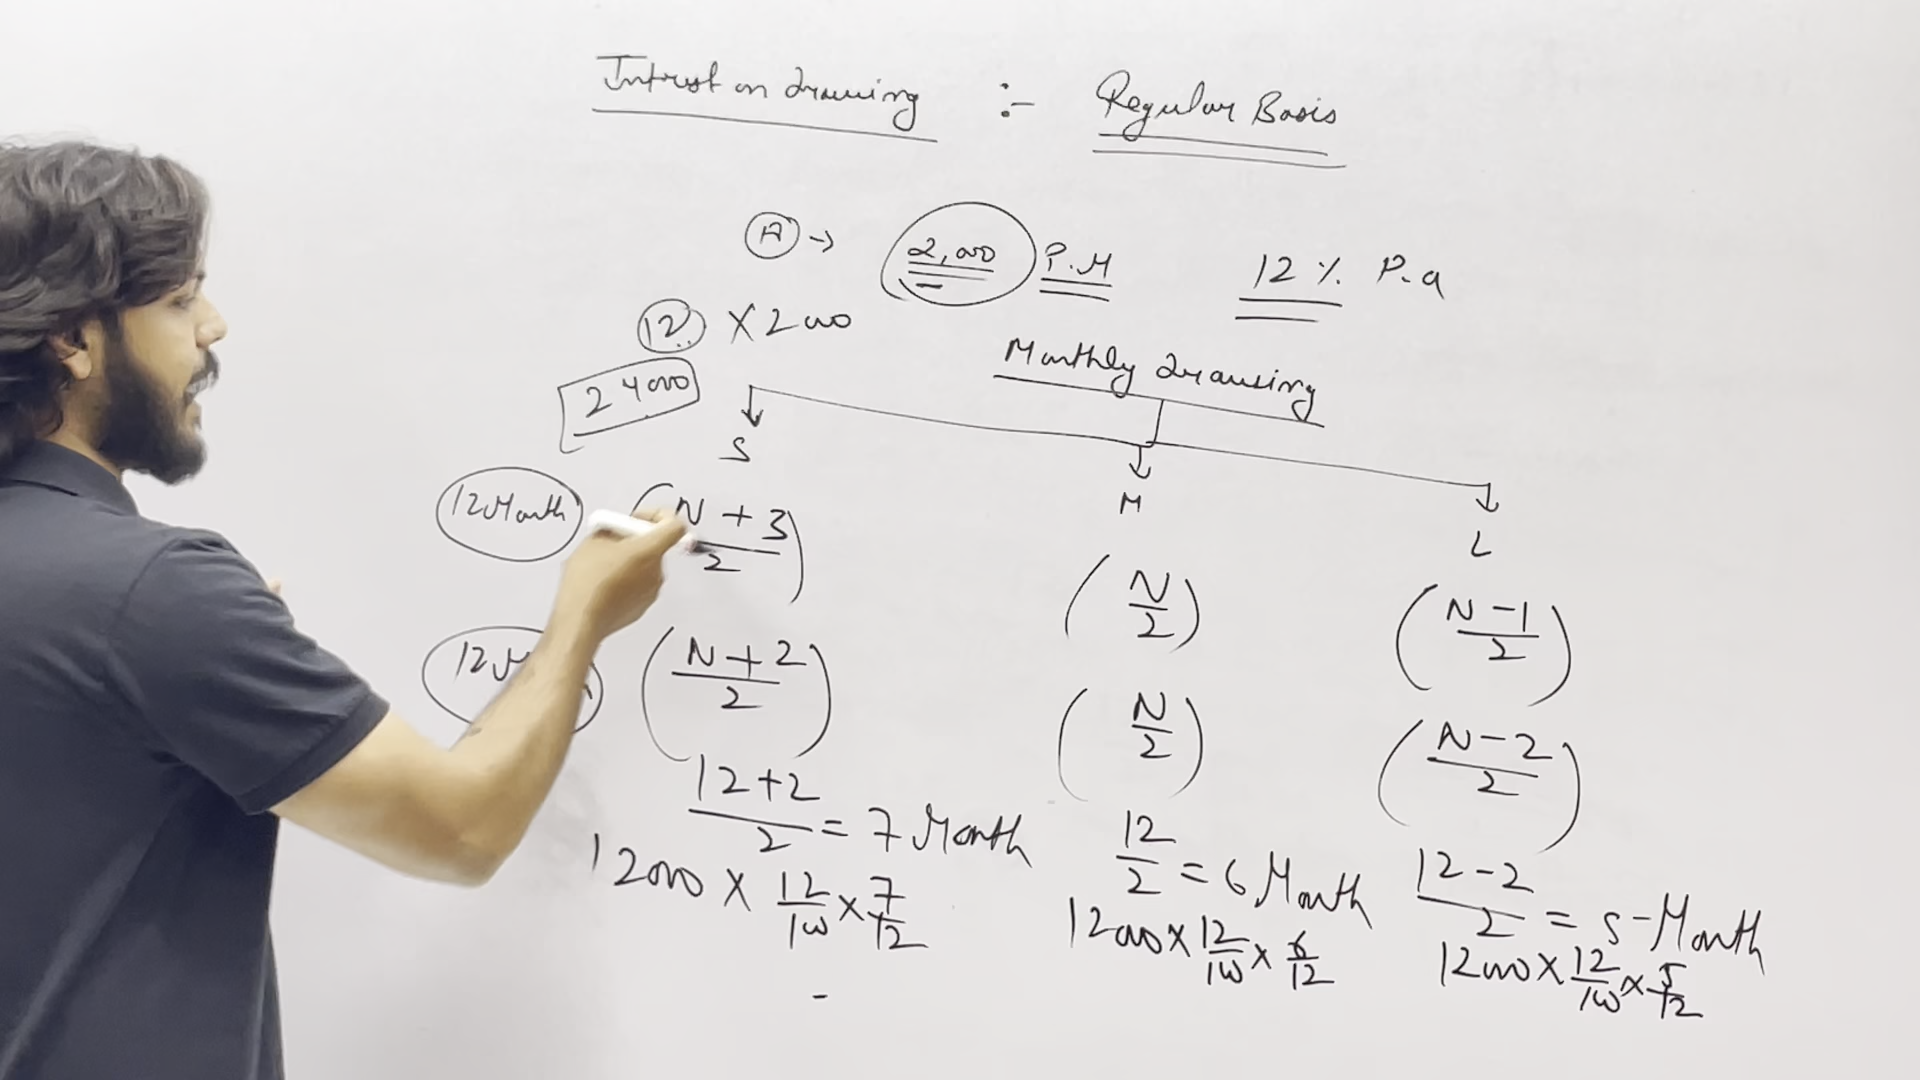 Intrest on drawing :- Regular Basis
(A) → 2,000 P.M 12 % P.a
12 X 2000
24000
Monthly drawing
S M L
12 Month (N + 3)/2 (N/2) (N - 1)/2
12 M (N + 2)/2 (N/2) (N - 2)/2
(12 + 2)/2 = 7 Month 12/2 = 6 Month (12 - 2)/2 = 5 - Month
12000 X 12/100 X 7/12 12000 X 12/100 X 6/12 12000 X 12/100 X 5/12
-